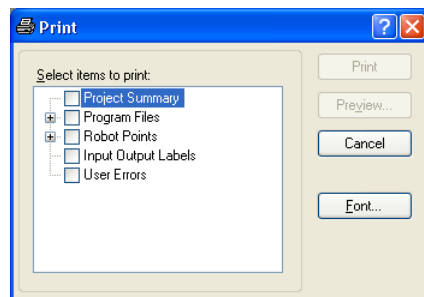 Print
Select items to print:
Project Summary
Program Files
Robot Points
Input Output Labels
User Errors
Print
Preview...
Cancel
Font...